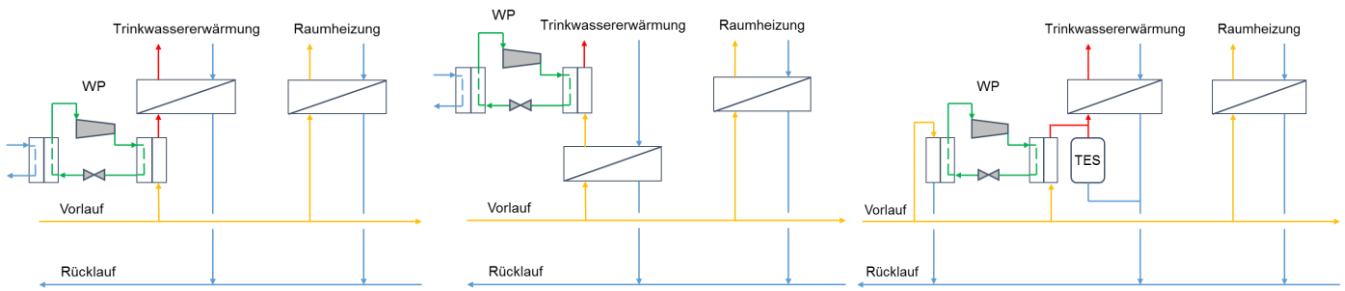 Trinkwassererwärmung Raumheizung
WP
Vorlauf
Rücklauf
WP
Trinkwassererwärmung Raumheizung
Vorlauf
Rücklauf
Trinkwassererwärmung Raumheizung
WP
TES
Vorlauf
Rücklauf